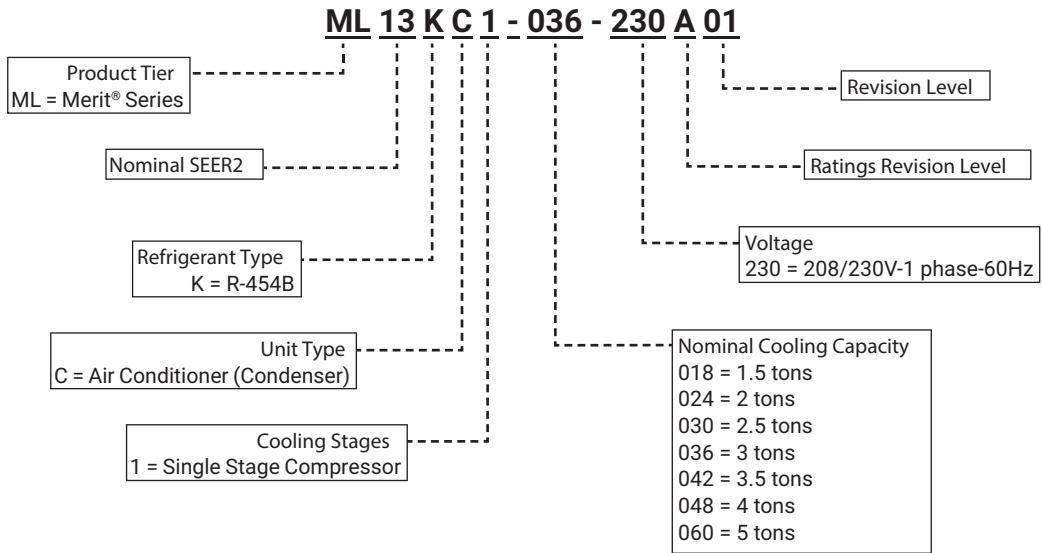 ML 13 K C 1 - 036 - 230 A 01
Product Tier
ML = Merit® Series
Nominal SEER2
Refrigerant Type
K = R-454B
Unit Type
C = Air Conditioner (Condenser)
Cooling Stages
1 = Single Stage Compressor
Revision Level
Ratings Revision Level
Voltage
230 = 208/230V-1 phase-60Hz
Nominal Cooling Capacity
018 = 1.5 tons
024 = 2 tons
030 = 2.5 tons
036 = 3 tons
042 = 3.5 tons
048 = 4 tons
060 = 5 tons